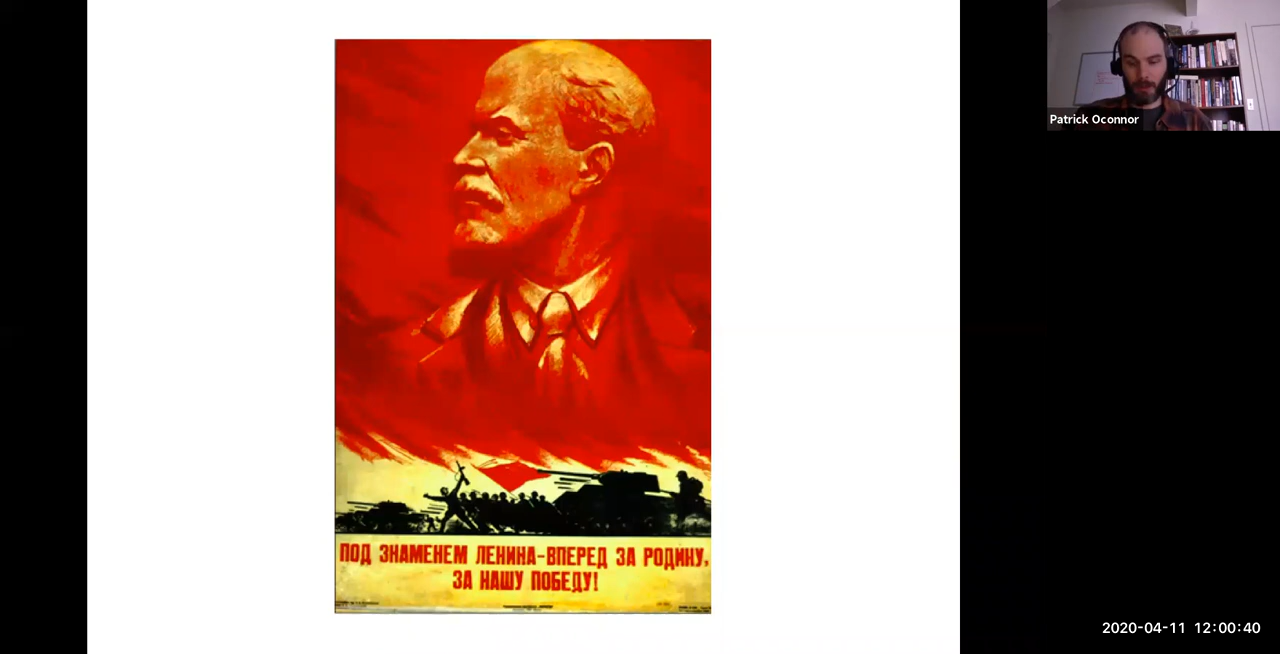 Patrick Oconnor
ПОД ЗНАМЕНЕМ ЛЕНИНА-ВПЕРЕД ЗА РОДИНУ,
ЗА НАШУ ПОБЕДУ!
2020-04-11 12:00:40